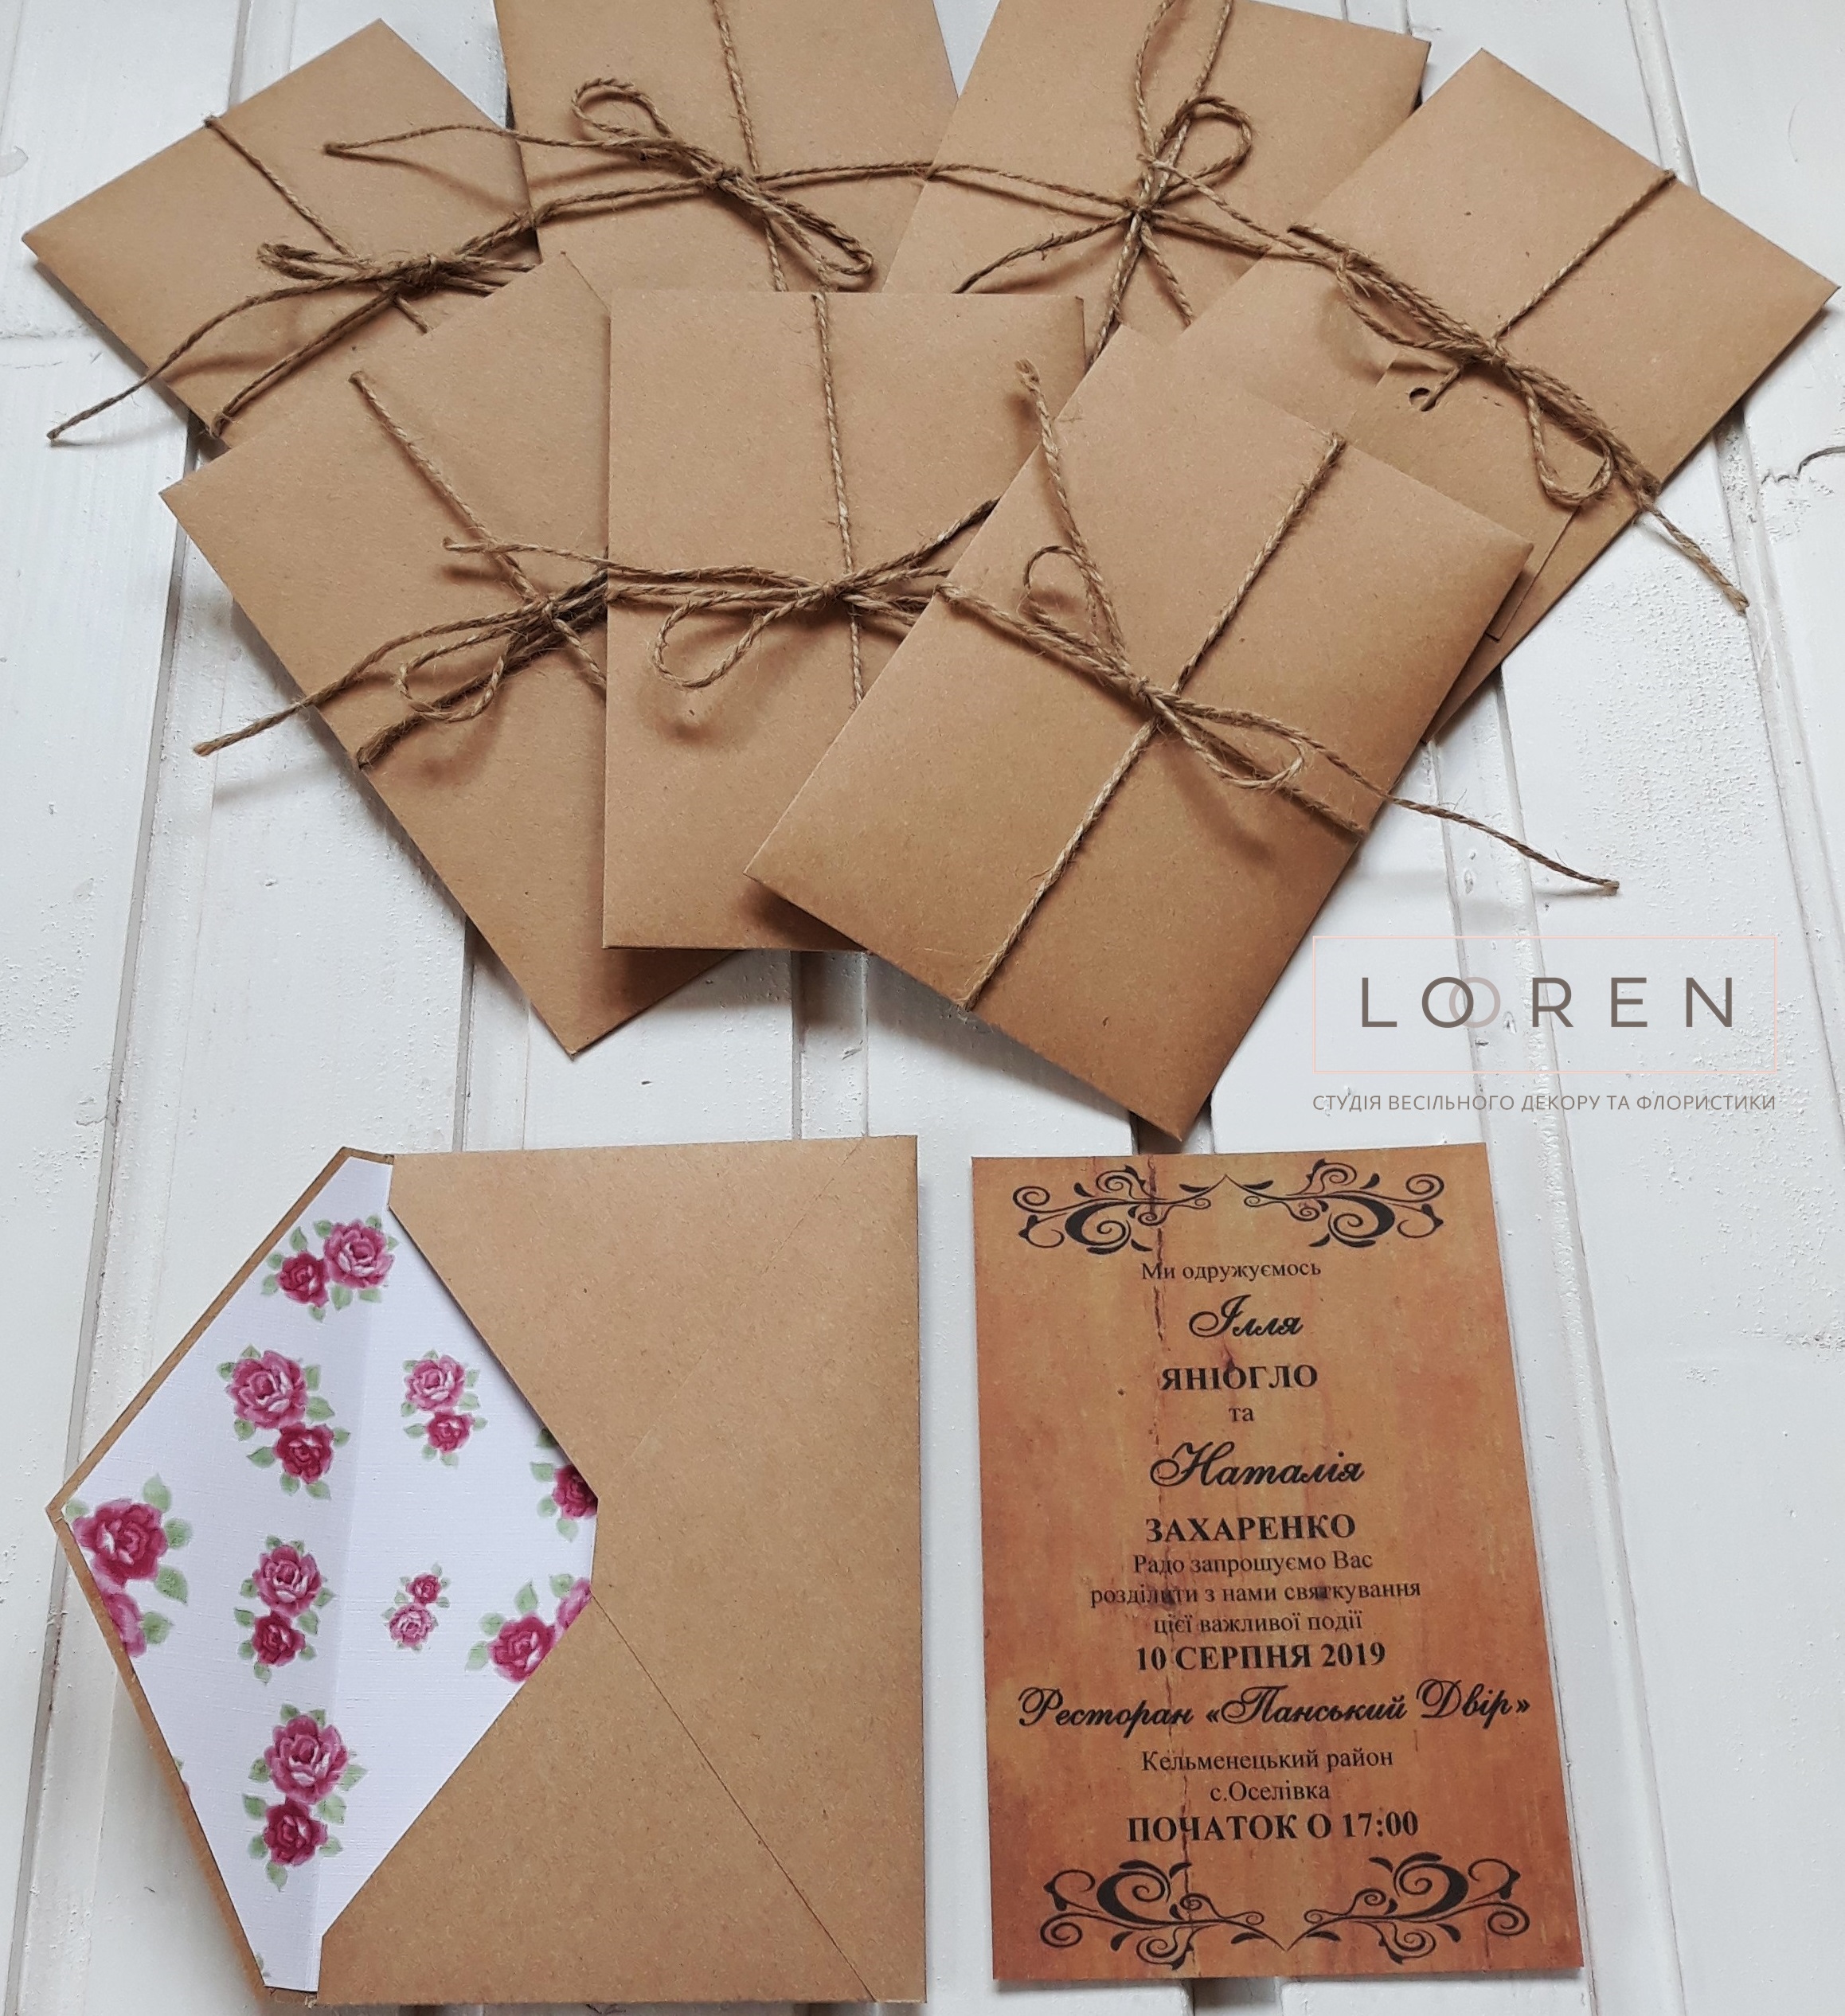 LOOREN
СТУДІЯ ВЕСІЛЬНОГО ДЕКОРУ ТА ФЛОРИСТИКИ
Ми одружуємось
Ілля
ЯНІОГЛО
та
Наталія
ЗАХАРЕНКО
Радо запрошуємо Вас
розділити з нами святкування
цієї важливої події
10 СЕРПНЯ 2019
Ресторан «Панський Двір»
Кельменецький район
с.Оселівка
ПОЧАТОК О 17:00